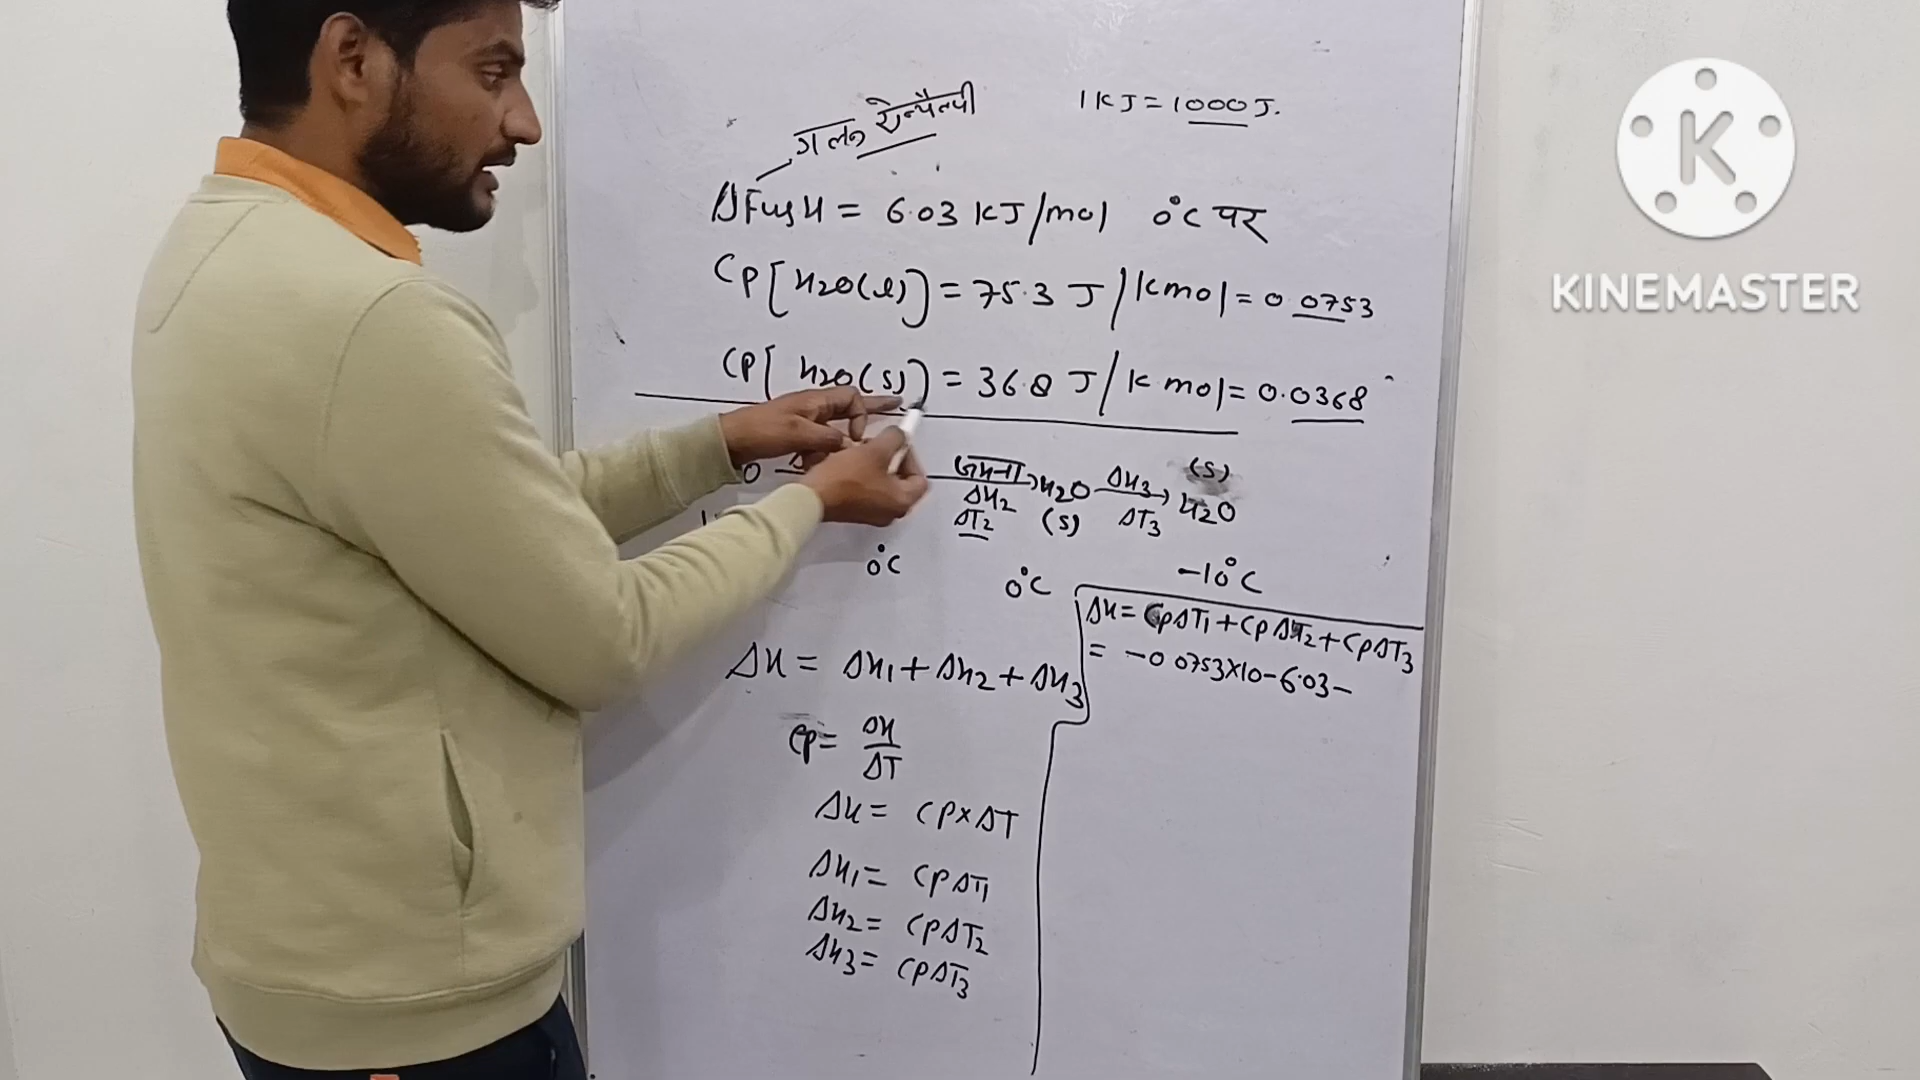 गलन ऐन्थैल्पी
1 KJ = 1000 J.
ΔFusH = 6.03 KJ/mol 0°C पर
CP[H2O(l)] = 75.3 J/Kmol = 0.0753
CP[H2O(s)] = 36.8 J/K mol = 0.0368
ΔH2 H2O ΔH3 H2O (s)
ΔT2 (s) ΔT3
0°C 0°C -10°C
ΔH = ΔH1 + ΔH2 + ΔH3
CP = ΔH/ΔT
ΔH = CP×ΔT
ΔH1 = CPΔT1
ΔH2 = CPΔT2
ΔH3 = CPΔT3
ΔH = CPΔT1 + CPΔT2 + CPΔT3
= -0.0753×10-6.03-
K
KINEMASTER